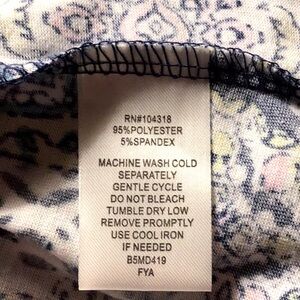 RN#104318
95%POLYESTER
5%SPANDEX
MACHINE WASH COLD
SEPARATELY
GENTLE CYCLE
DO NOT BLEACH
TUMBLE DRY LOW
REMOVE PROMPTLY
USE COOL IRON
IF NEEDED
B5MD419
FYA